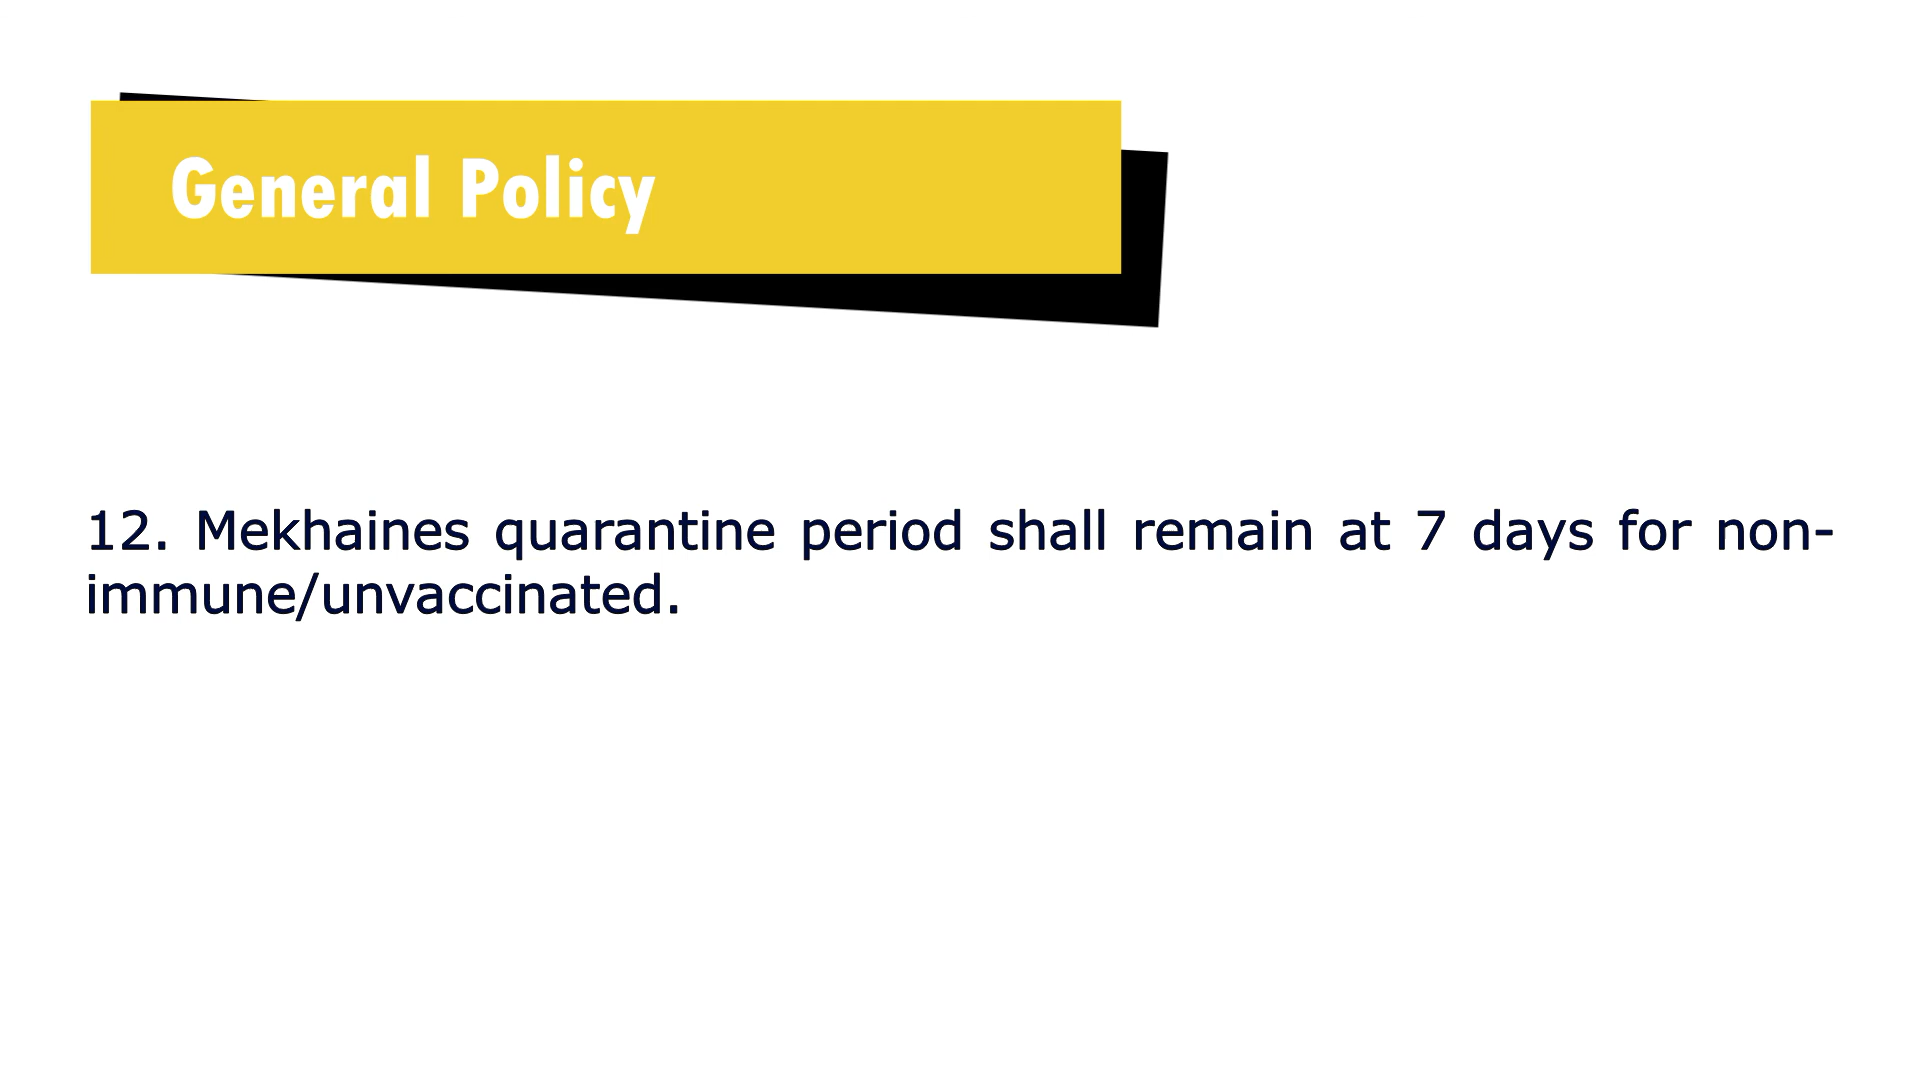 General Policy
12. Mekhaines quarantine period shall remain at 7 days for non-
immune/unvaccinated.